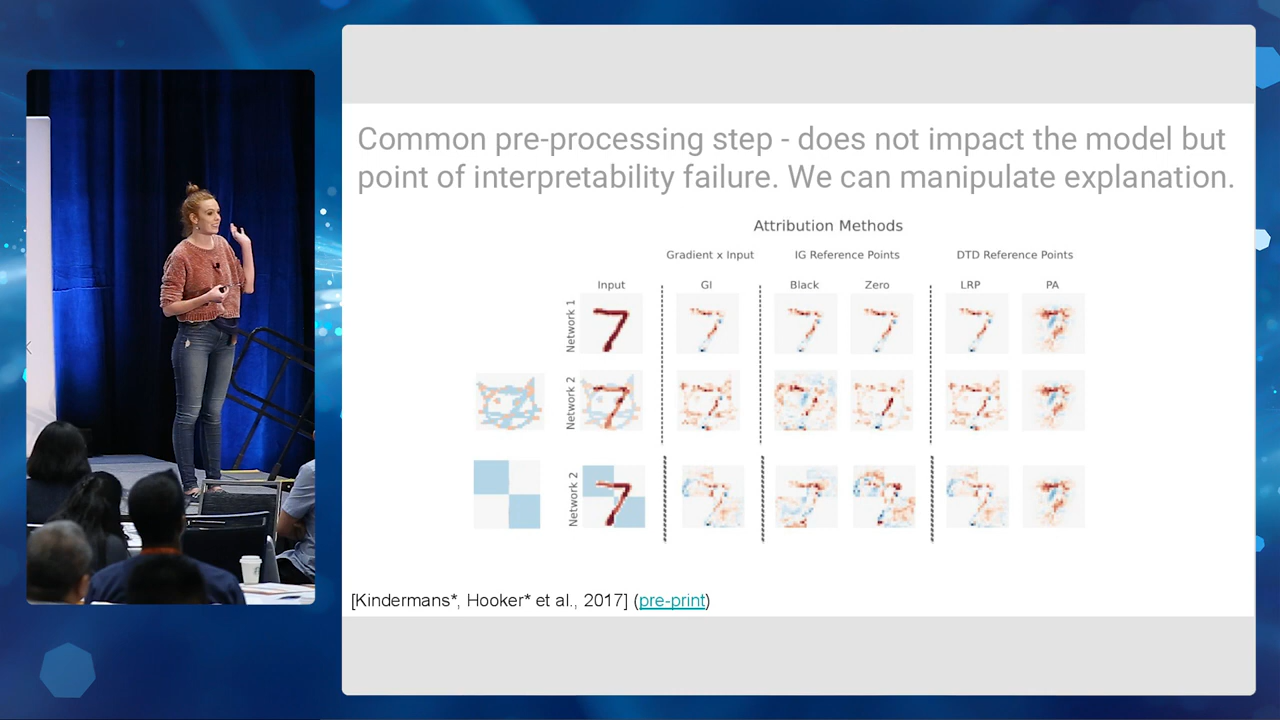 Common pre-processing step - does not impact the model but
point of interpretability failure. We can manipulate explanation.
Attribution Methods
Gradient x Input IG Reference Points DTD Reference Points
Input GI Black Zero LRP PA
Network 1
Network 2
Network 2
[Kindermans*, Hooker* et al., 2017] (pre-print)